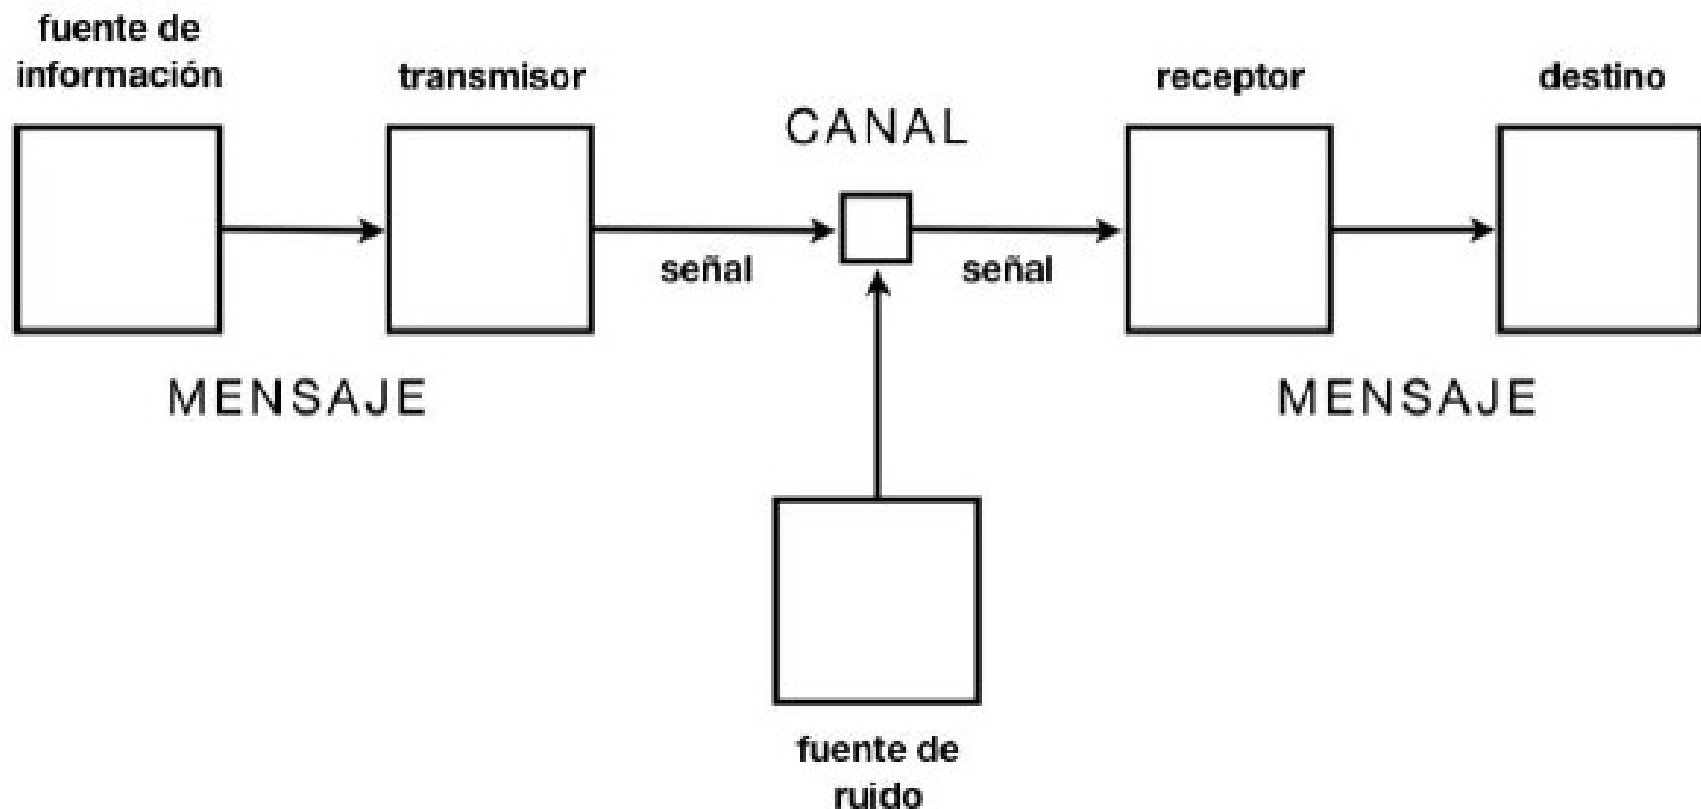 fuente de
información
transmisor
CANAL
receptor
destino
señal
señal
MENSAJE
MENSAJE
fuente de
ruido